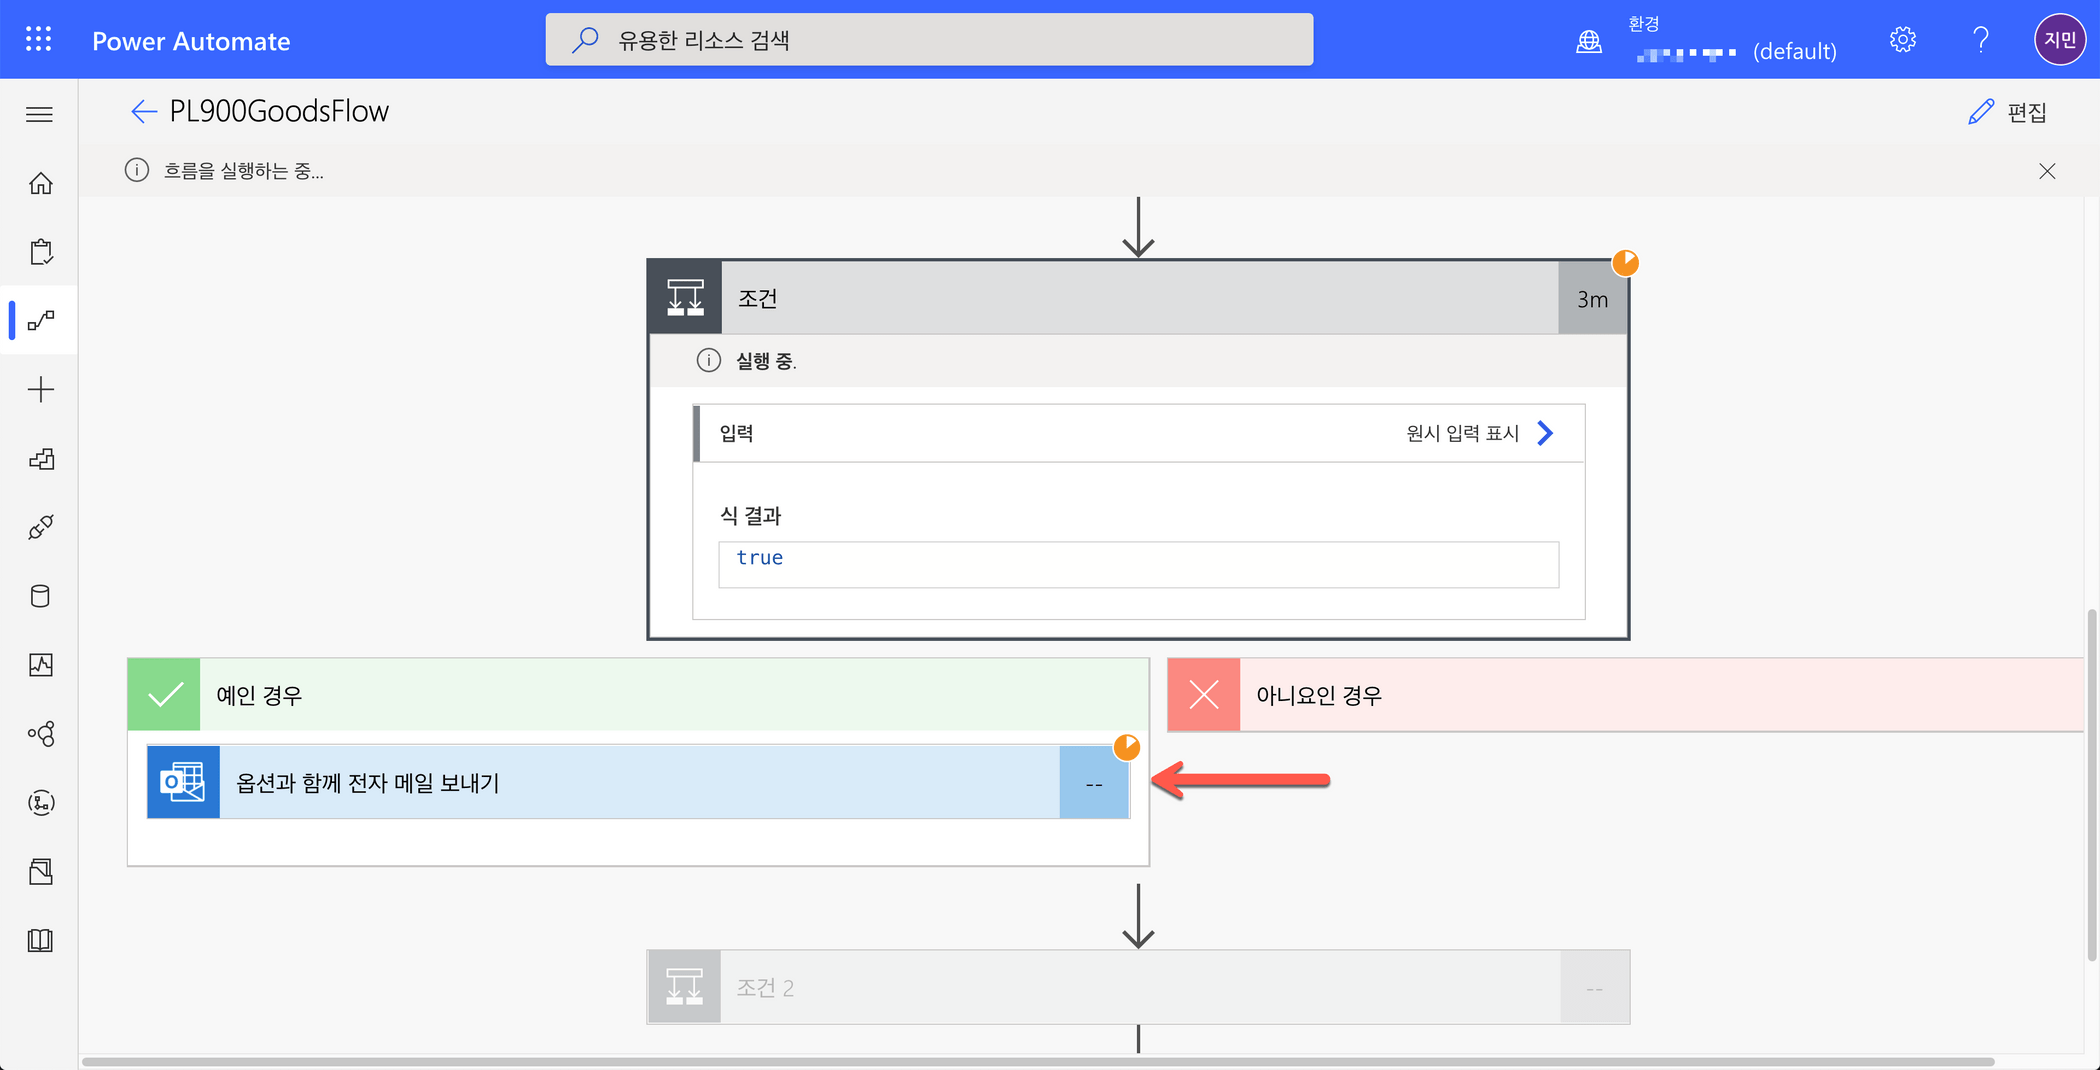 Power Automate
유용한 리소스 검색
환경
(default)
지민
PL900GoodsFlow
편집
흐름을 실행하는 중...
조건
3m
실행 중.
입력
원시 입력 표시
식 결과
true
예인 경우
아니요인 경우
옵션과 함께 전자 메일 보내기
--
조건 2
--